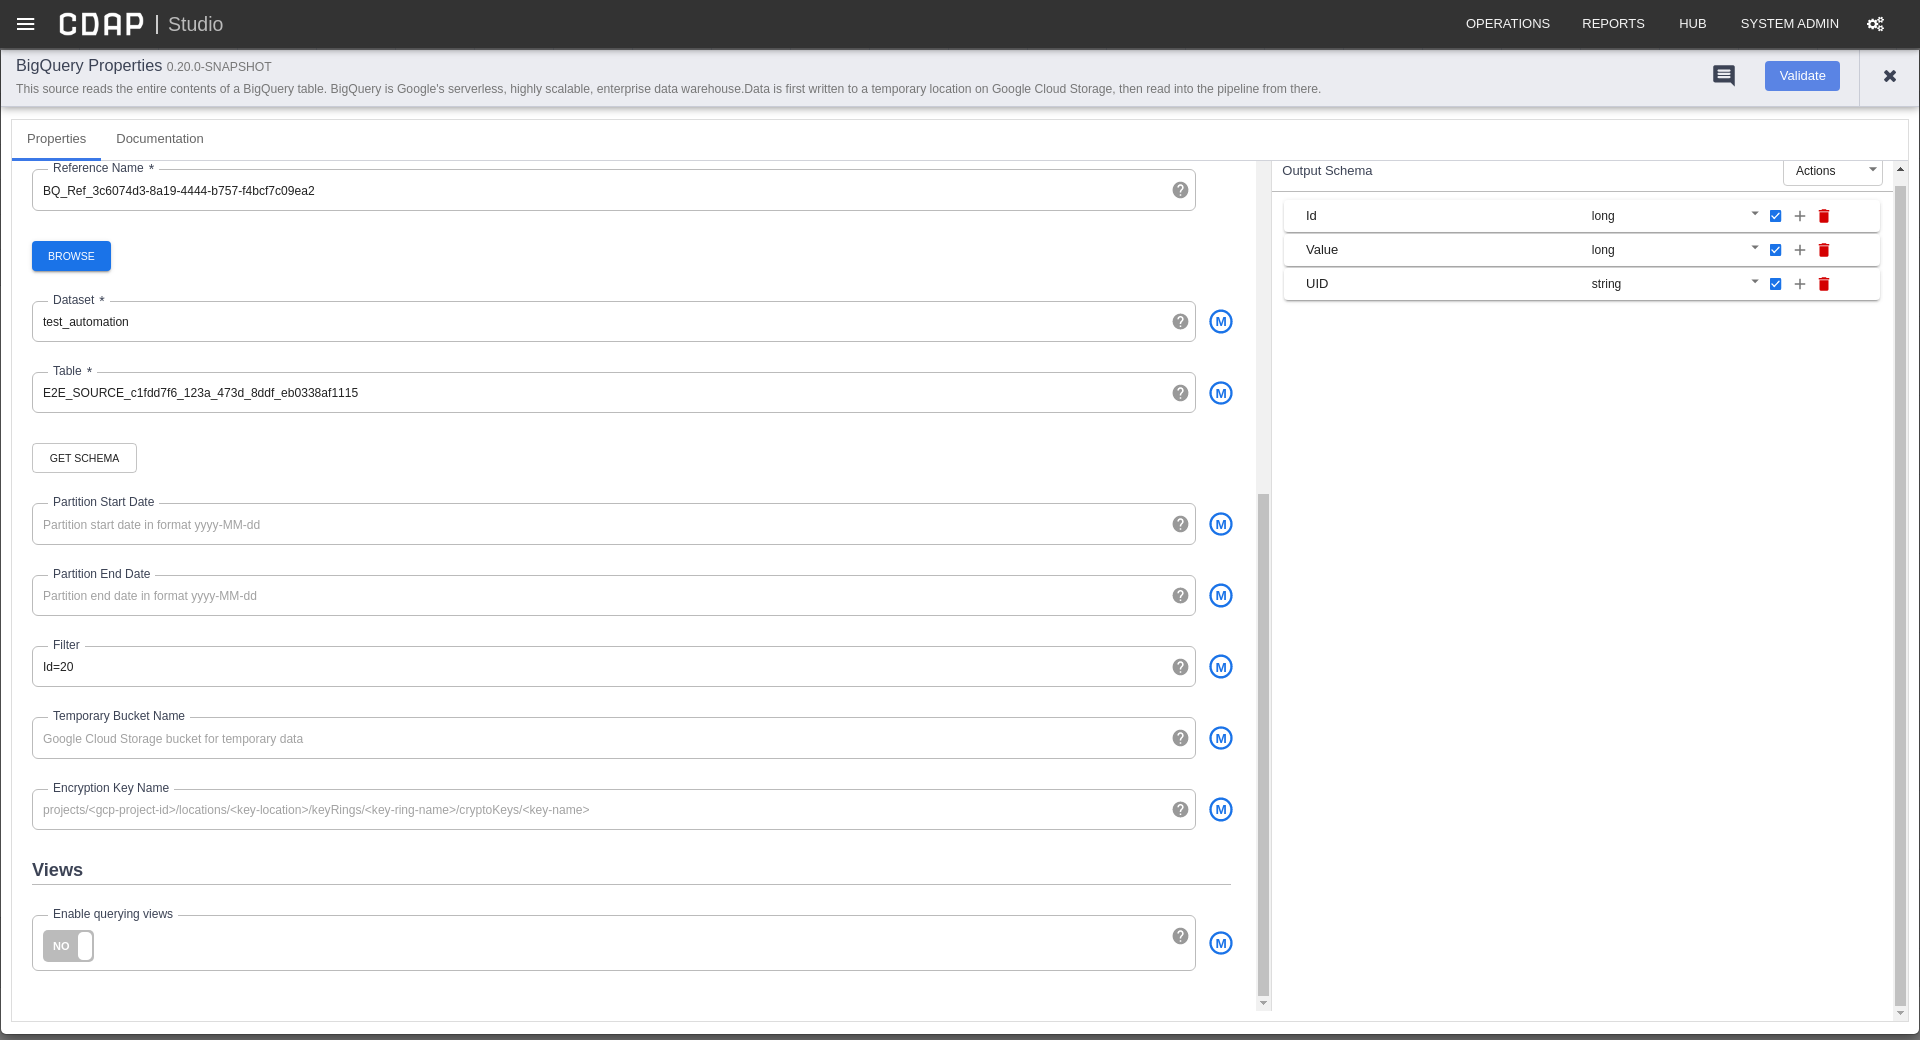 CDAP | Studio
OPERATIONS REPORTS HUB SYSTEM ADMIN
BigQuery Properties 0.20.0-SNAPSHOT
This source reads the entire contents of a BigQuery table. BigQuery is Google's serverless, highly scalable, enterprise data warehouse.Data is first written to a temporary location on Google Cloud Storage, then read into the pipeline from there.
Validate
Properties Documentation
Reference Name *
BQ_Ref_3c6074d3-8a19-4444-b757-f4bcf7c09ea2
BROWSE
Dataset *
test_automation
M
Table *
E2E_SOURCE_c1fdd7f6_123a_473d_8ddf_eb0338af1115
M
GET SCHEMA
Partition Start Date
Partition start date in format yyyy-MM-dd
M
Partition End Date
Partition end date in format yyyy-MM-dd
M
Filter
Id=20
M
Temporary Bucket Name
Google Cloud Storage bucket for temporary data
M
Encryption Key Name
projects/<gcp-project-id>/locations/<key-location>/keyRings/<key-ring-name>/cryptoKeys/<key-name>
M
Views
Enable querying views
NO
M
Output Schema
Actions
Id long
Value long
UID string